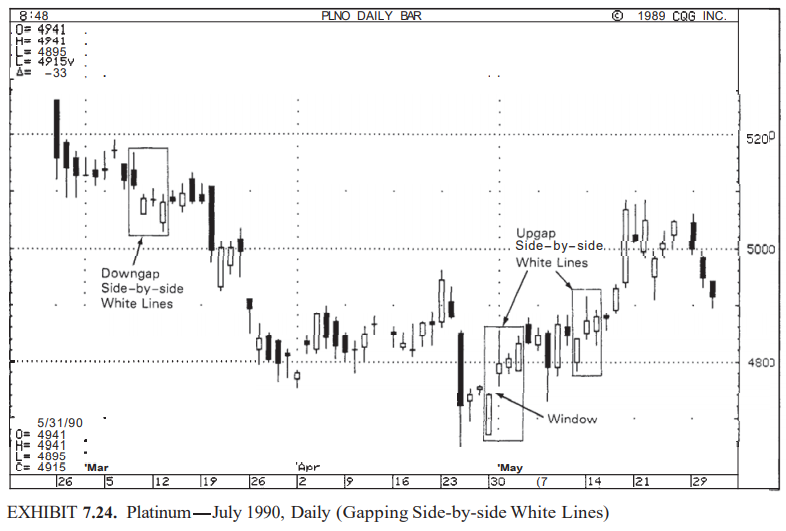 8:48 PLNO DAILY BAR © 1989 CQG INC.
O= 4941
H= 4941
L= 4895
L= 4915V
Δ= -33
5200
5000
4800
Downgap
Side-by-side
White Lines
Upgap
Side-by-side
White Lines
Window
5/31/90
O= 4941
H= 4941
L= 4895
C= 4915
'Mar 'Apr 'May
26 5 12 19 26 2 9 16 23 30 (7 14 21 29
EXHIBIT 7.24. Platinum—July 1990, Daily (Gapping Side-by-side White Lines)